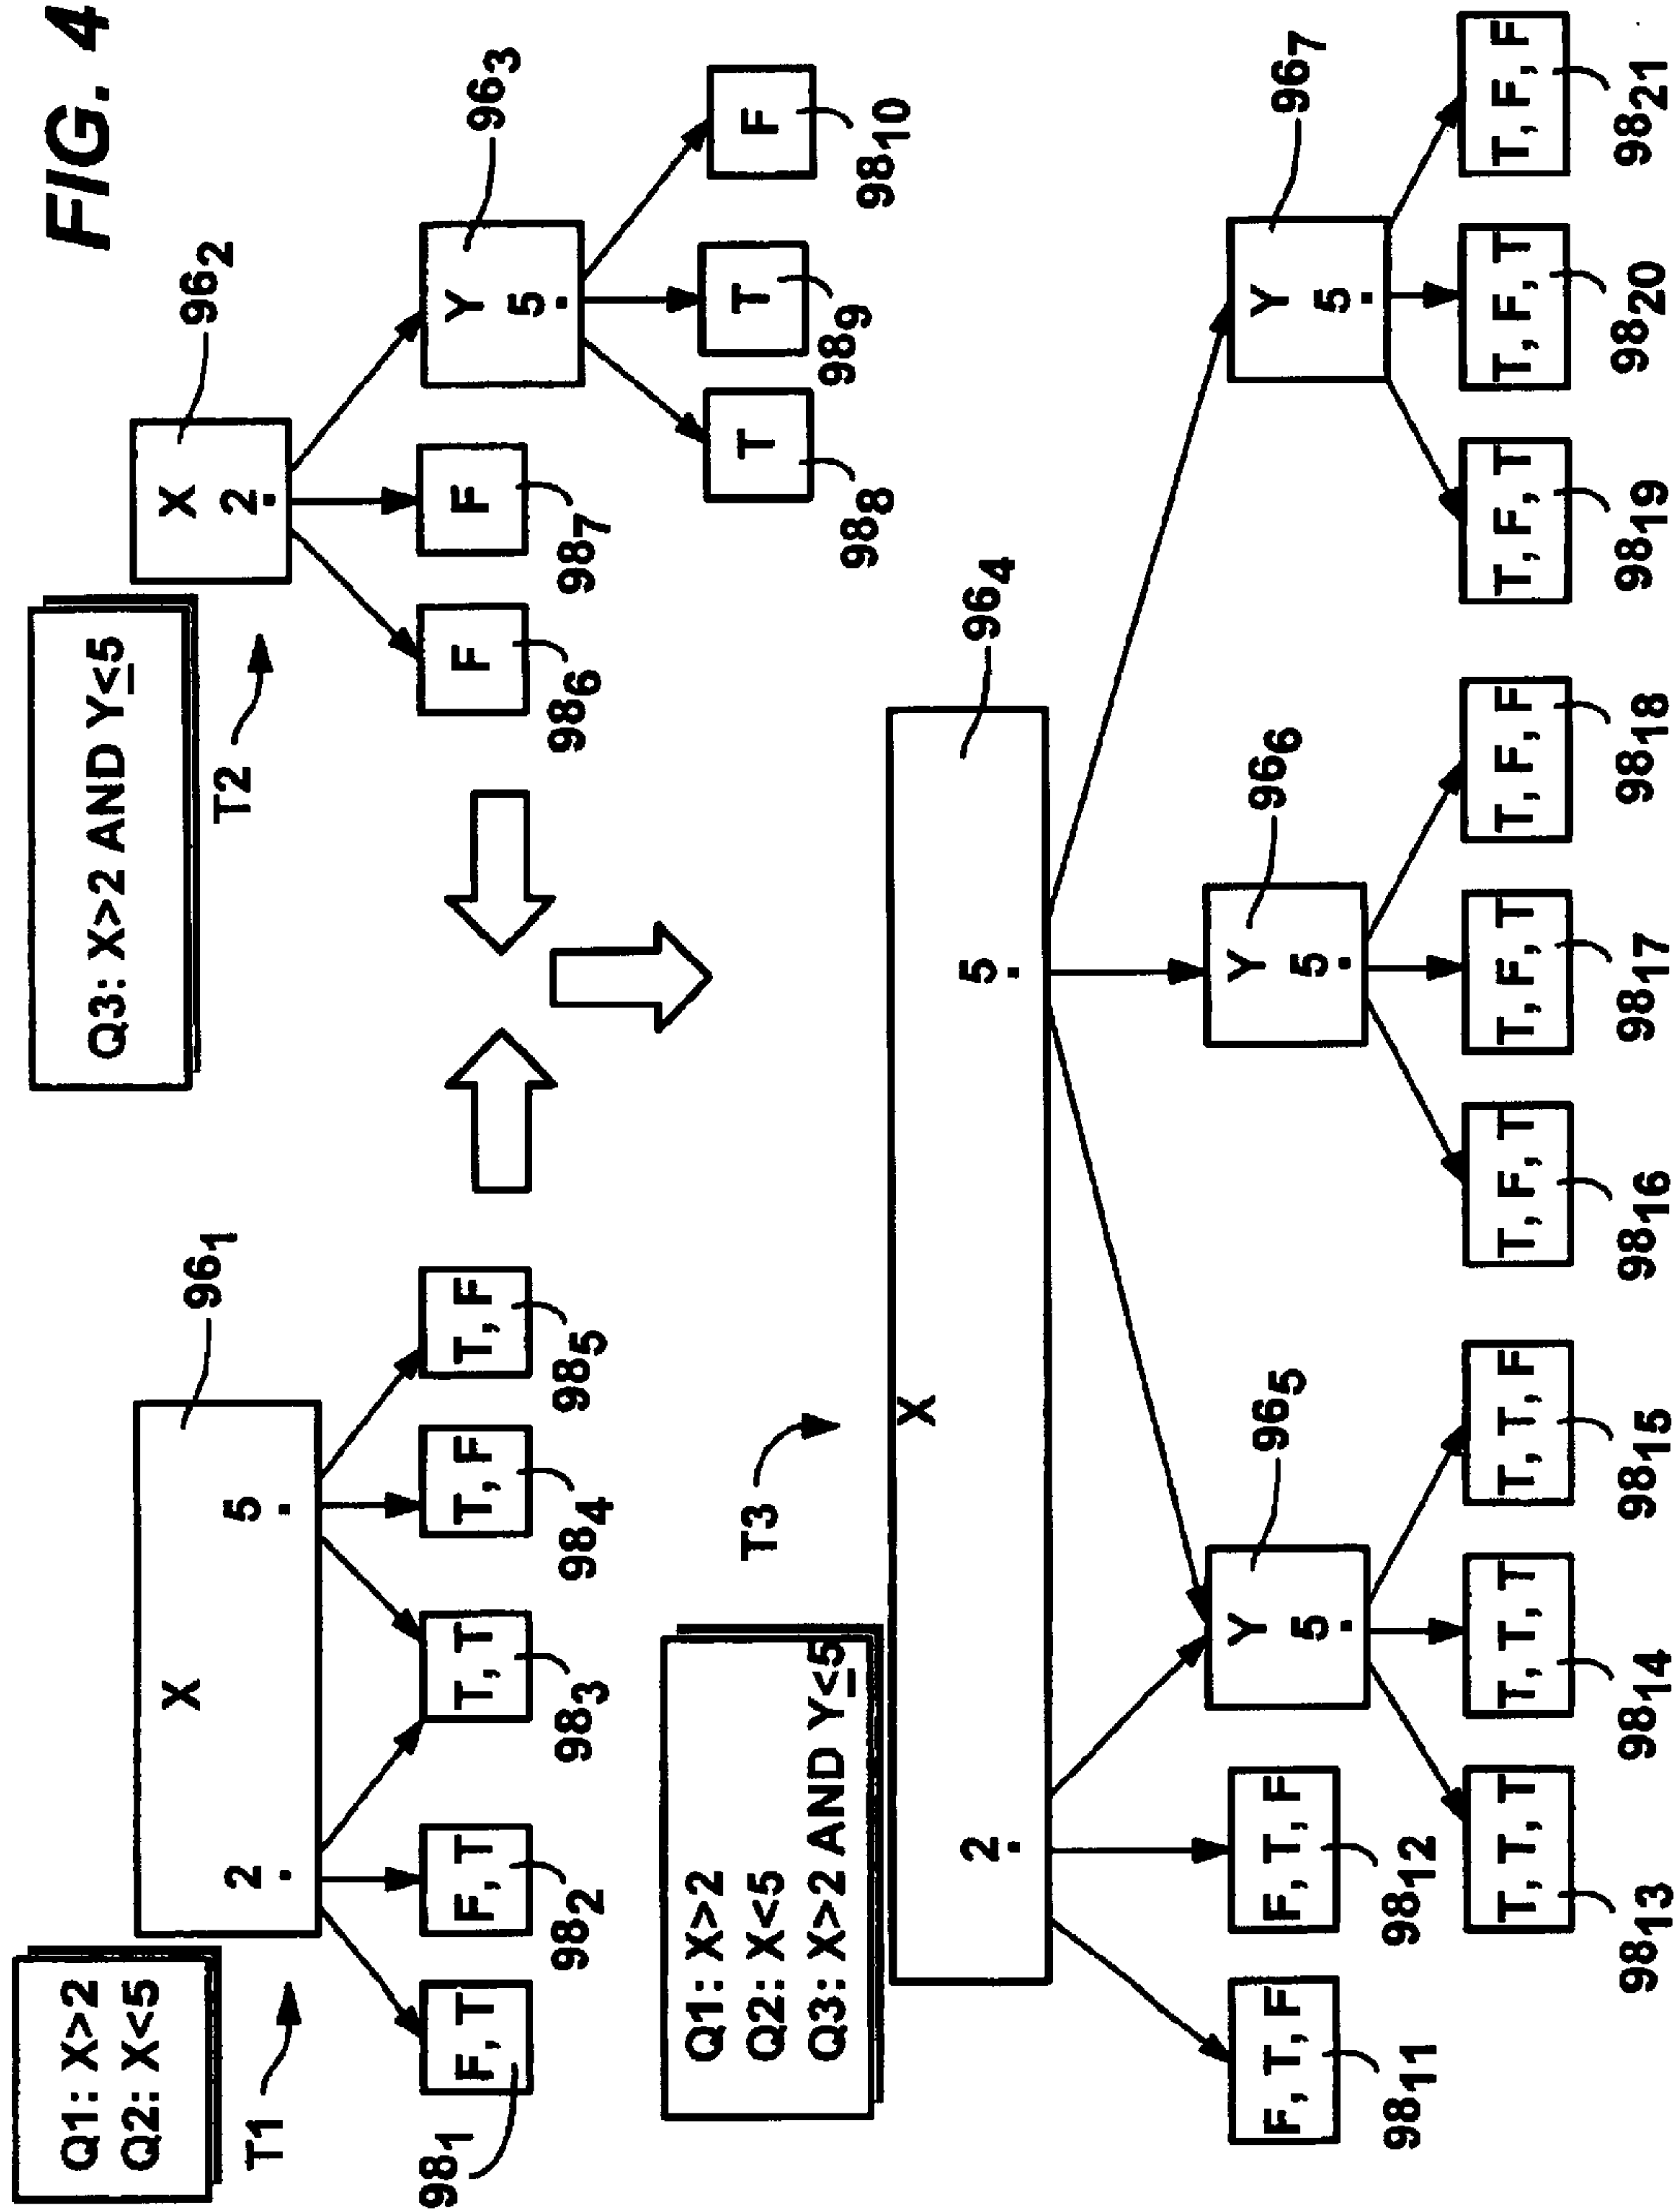 FIG. 4
Q1: X>2
Q2: X<5
T1
X
2.
5.
96₁
F, T
F, T
T, T
T, F
T, F
98₁
98₂
98₃
98₄
98₅
Q3: X>2 AND Y≤5
T2
X
2.
96₂
F
F
98₆
98₇
Y
5.
96₃
T
T
F
98₈
98₉
98₁₀
Q1: X>2
Q2: X<5
Q3: X>2 AND Y≤5
T3
X
2.
5.
96₄
F, T, F
F, T, F
98₁₁
98₁₂
Y
5.
96₅
Y
5.
96₆
Y
5.
96₇
T, T, T
T, T, T
T, T, F
T, F, T
T, F, T
T, F, F
T, F, T
T, F, T
T, F, F
98₁₃
98₁₄
98₁₅
98₁₆
98₁₇
98₁₈
98₁₉
98₂₀
98₂₁